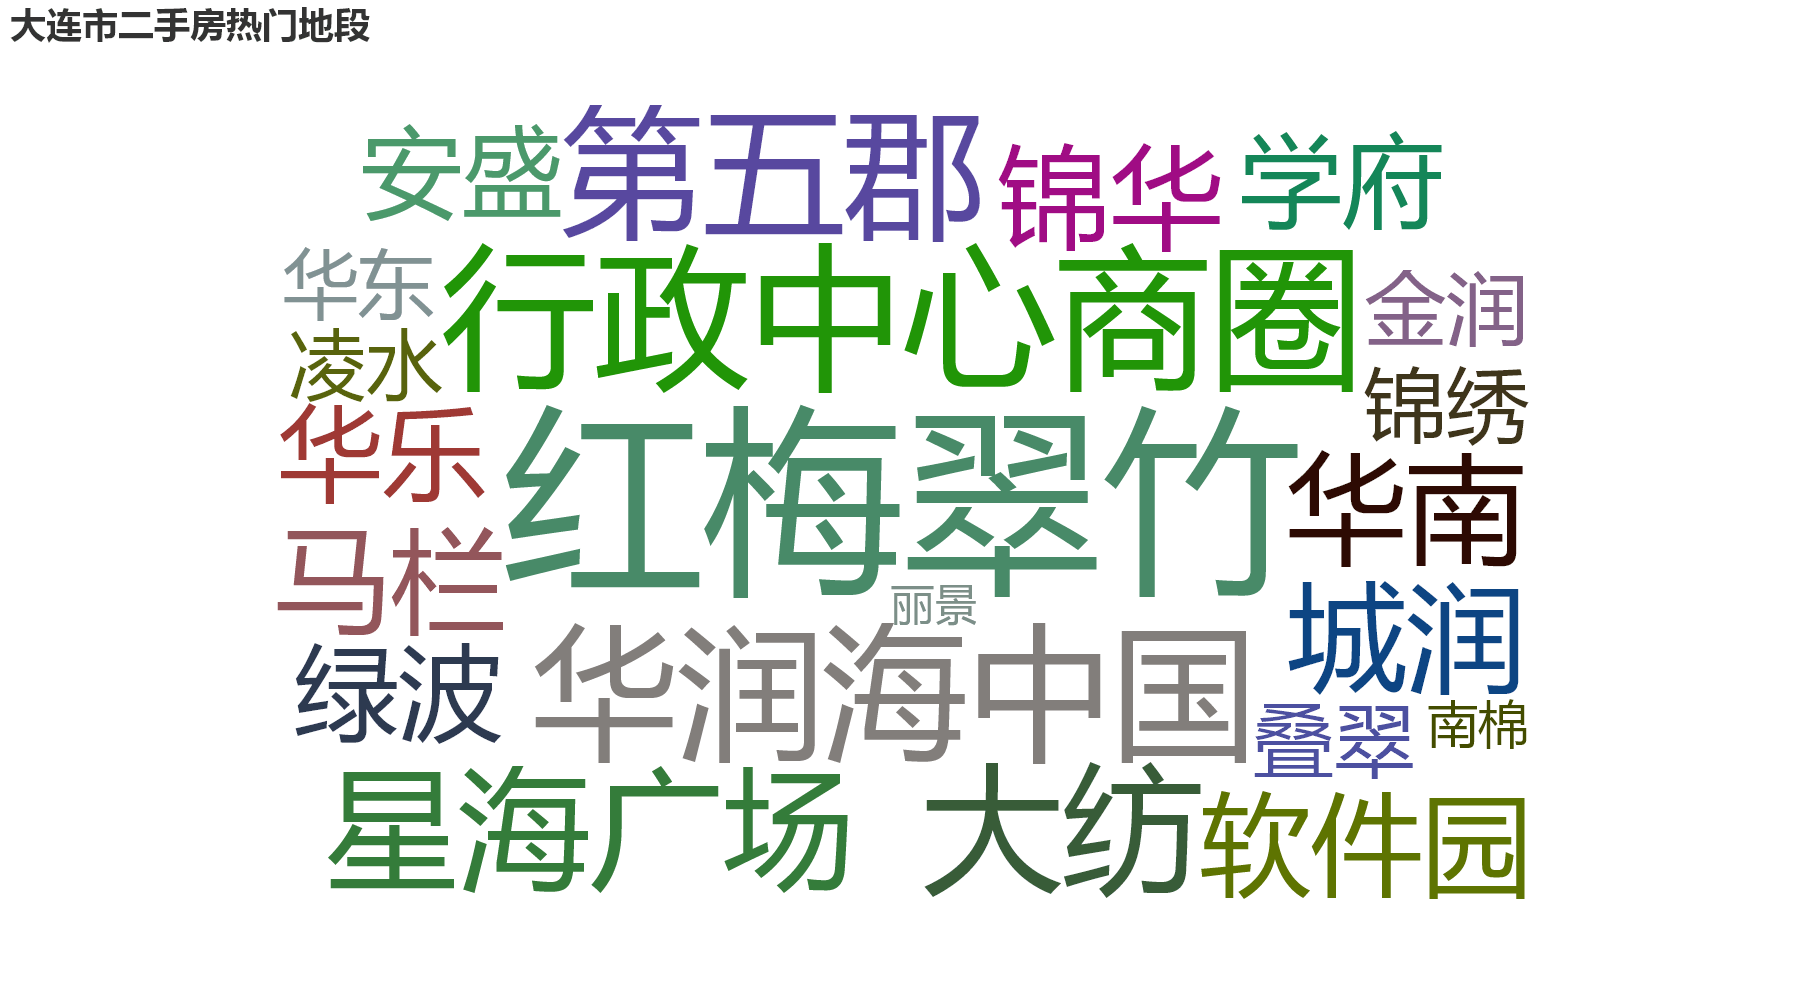 大连市二手房热门地段
安盛
第五郡
锦华
学府
华东
行政中心商圈
金润
凌水
锦绣
华乐
红梅翠竹
华南
马栏
丽景
城润
绿波
华润海中国
叠翠
南棉
星海广场
大纺
软件园